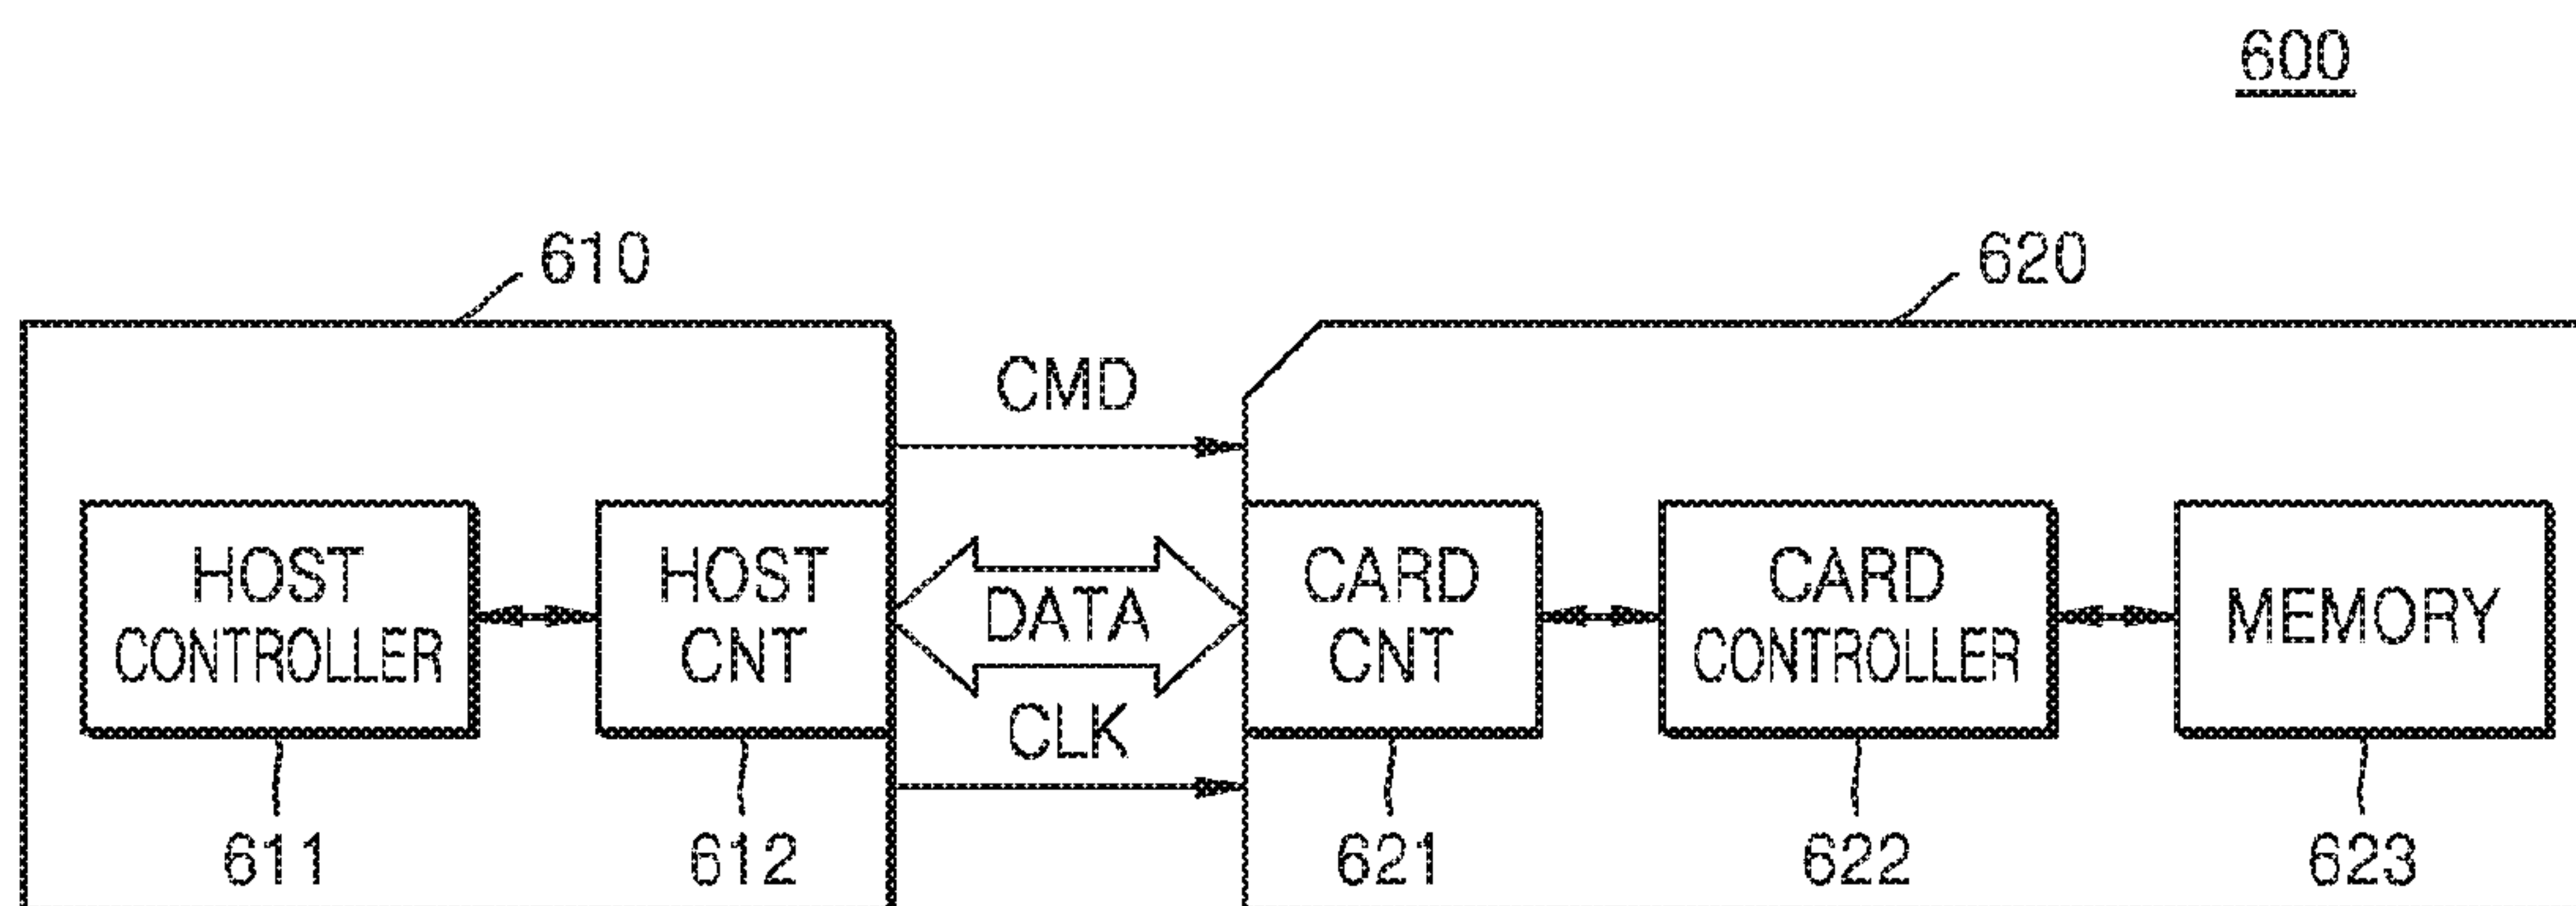 600
610
620
CMD
HOST
CONTROLLER
HOST
CNT
DATA
CARD
CNT
CARD
CONTROLLER
MEMORY
CLK
611
612
621
622
623